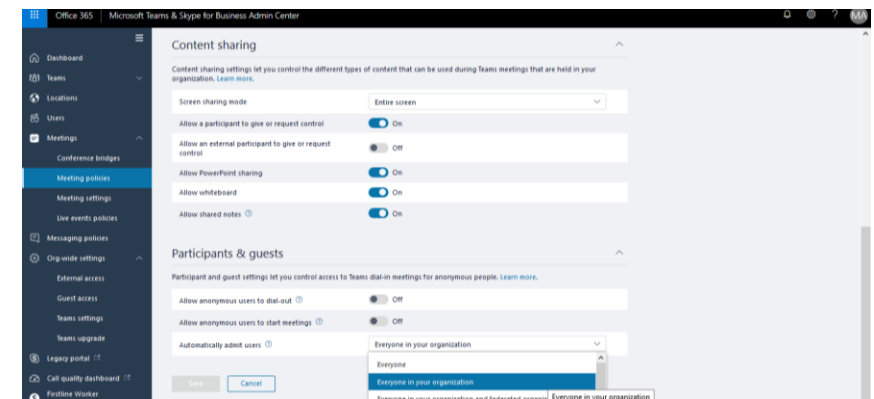 Office 365
Microsoft Teams & Skype for Business Admin Center
?
MA
Dashboard
Teams
Locations
Users
Meetings
Conference bridges
Meeting policies
Meeting settings
Live events policies
Messaging policies
Org-wide settings
External access
Guest access
Teams settings
Teams upgrade
Legacy portal
Call quality dashboard
Firstline Worker
Content sharing
Content sharing settings let you control the different types of content that can be used during Teams meetings that are held in your
organization. Learn more.
Screen sharing mode
Entire screen
Allow a participant to give or request control
On
Allow an external participant to give or request
control
Off
Allow PowerPoint sharing
On
Allow whiteboard
On
Allow shared notes
On
Participants & guests
Participant and guest settings let you control access to Teams dial-in meetings for anonymous people. Learn more.
Allow anonymous users to dial-out
Off
Allow anonymous users to start meetings
Off
Automatically admit users
Everyone in your organization
Everyone
Everyone in your organization
Everyone in your organization and federated
Everyone in your organization
Save
Cancel